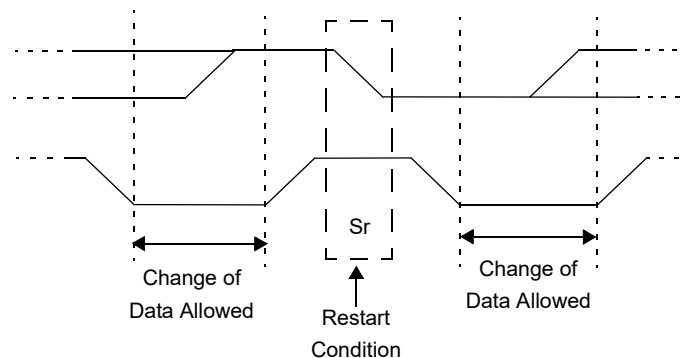 Sr
Change of
Data Allowed
Restart
Condition
Change of
Data Allowed